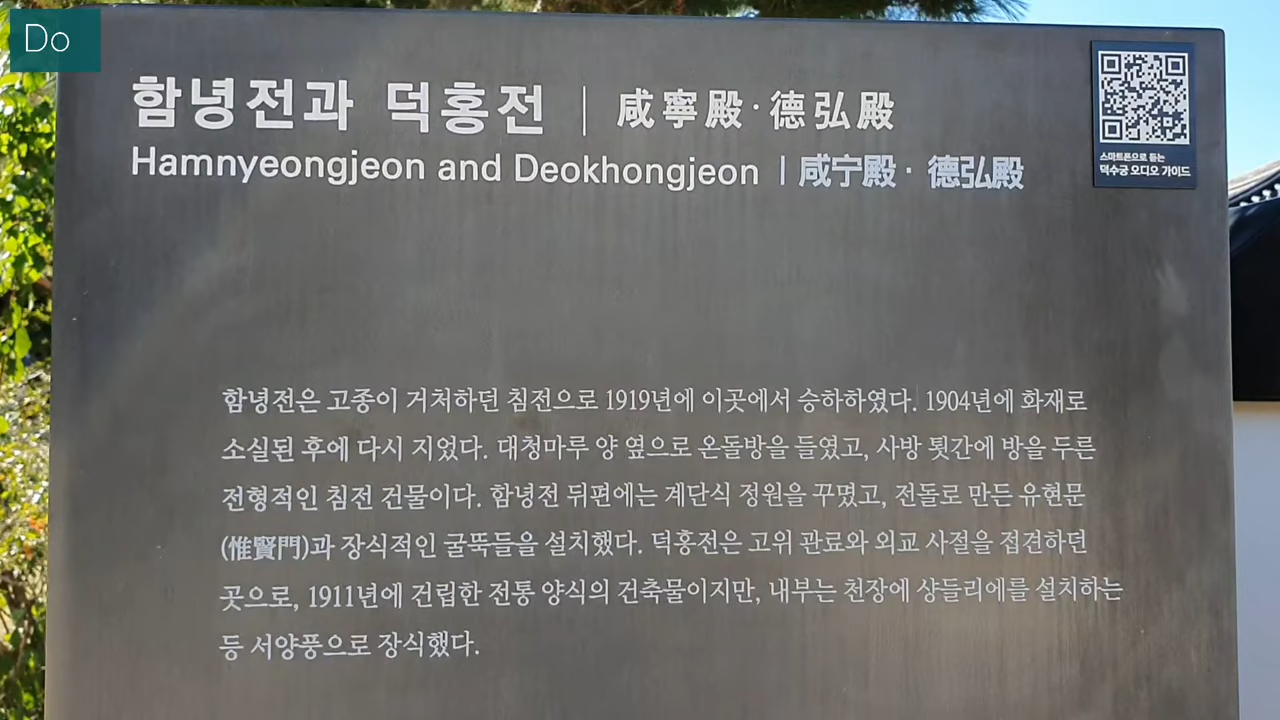 Do
함녕전과 덕홍전 | 咸寧殿·德弘殿
Hamnyeongjeon and Deokhongjeon | 咸宁殿· 德弘殿
스마트폰으로 듣는
덕수궁 오디오 가이드
함녕전은 고종이 거처하던 침전으로 1919년에 이곳에서 승하하였다. 1904년에 화재로
소실된 후에 다시 지었다. 대청마루 양 옆으로 온돌방을 들였고, 사방 툇간에 방을 두른
전형적인 침전 건물이다. 함녕전 뒤편에는 계단식 정원을 꾸몄고, 전돌로 만든 유현문
(惟賢門)과 장식적인 굴뚝들을 설치했다. 덕홍전은 고위 관료와 외교 사절을 접견하던
곳으로, 1911년에 건립한 전통 양식의 건축물이지만, 내부는 천장에 샹들리에를 설치하는
등 서양풍으로 장식했다.